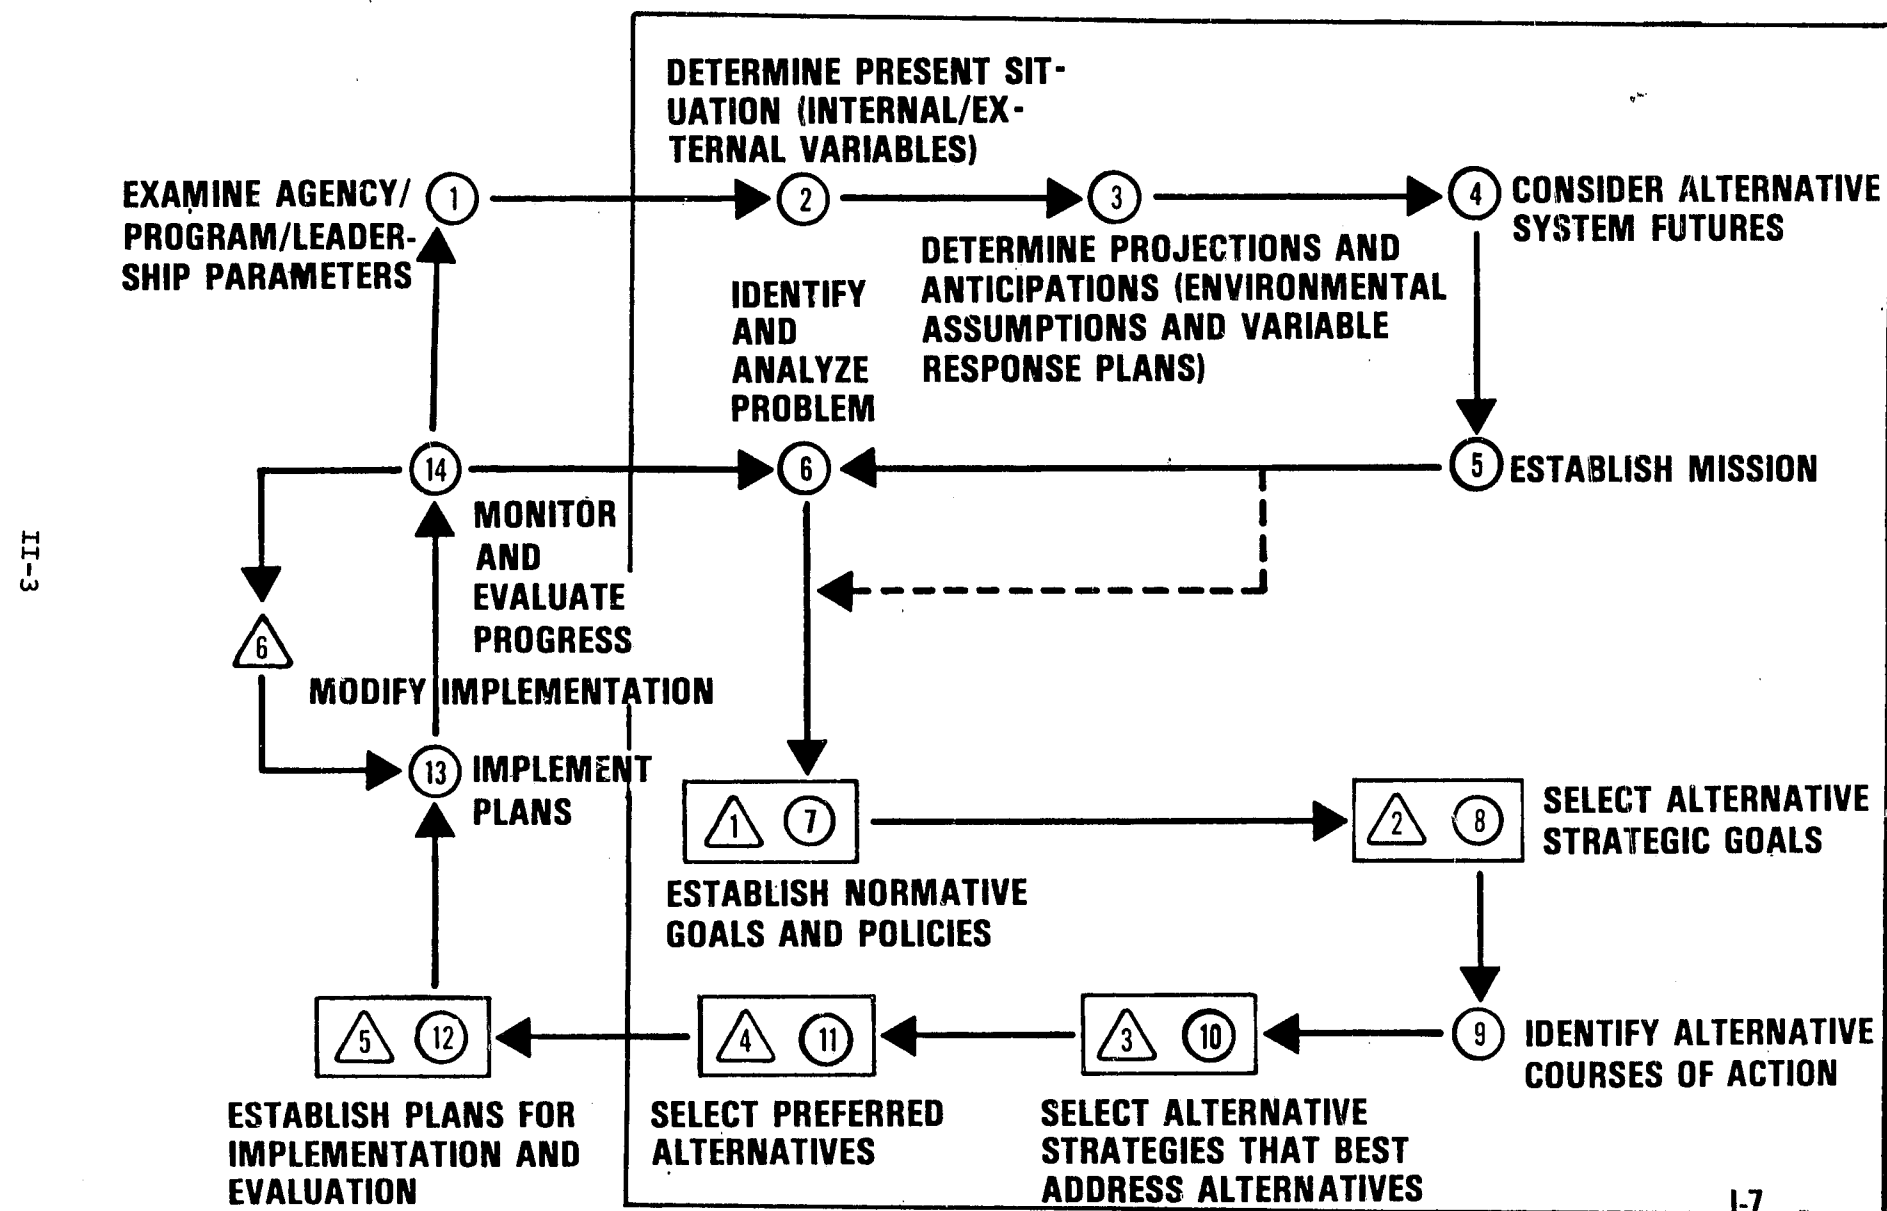 DETERMINE PRESENT SIT-
UATION (INTERNAL/EX-
TERNAL VARIABLES)
EXAMINE AGENCY/
PROGRAM/LEADER-
SHIP PARAMETERS
1
2
3
4
CONSIDER ALTERNATIVE
SYSTEM FUTURES
DETERMINE PROJECTIONS AND
ANTICIPATIONS (ENVIRONMENTAL
ASSUMPTIONS AND VARIABLE
RESPONSE PLANS)
IDENTIFY
AND
ANALYZE
PROBLEM
14
6
5
ESTABLISH MISSION
MONITOR
AND
EVALUATE
PROGRESS
II-3
6
MODIFY IMPLEMENTATION
13
IMPLEMENT
PLANS
1 7
2 8
SELECT ALTERNATIVE
STRATEGIC GOALS
ESTABLISH NORMATIVE
GOALS AND POLICIES
5 12
4 11
3 10
9
IDENTIFY ALTERNATIVE
COURSES OF ACTION
ESTABLISH PLANS FOR
IMPLEMENTATION AND
EVALUATION
SELECT PREFERRED
ALTERNATIVES
SELECT ALTERNATIVE
STRATEGIES THAT BEST
ADDRESS ALTERNATIVES
I-7